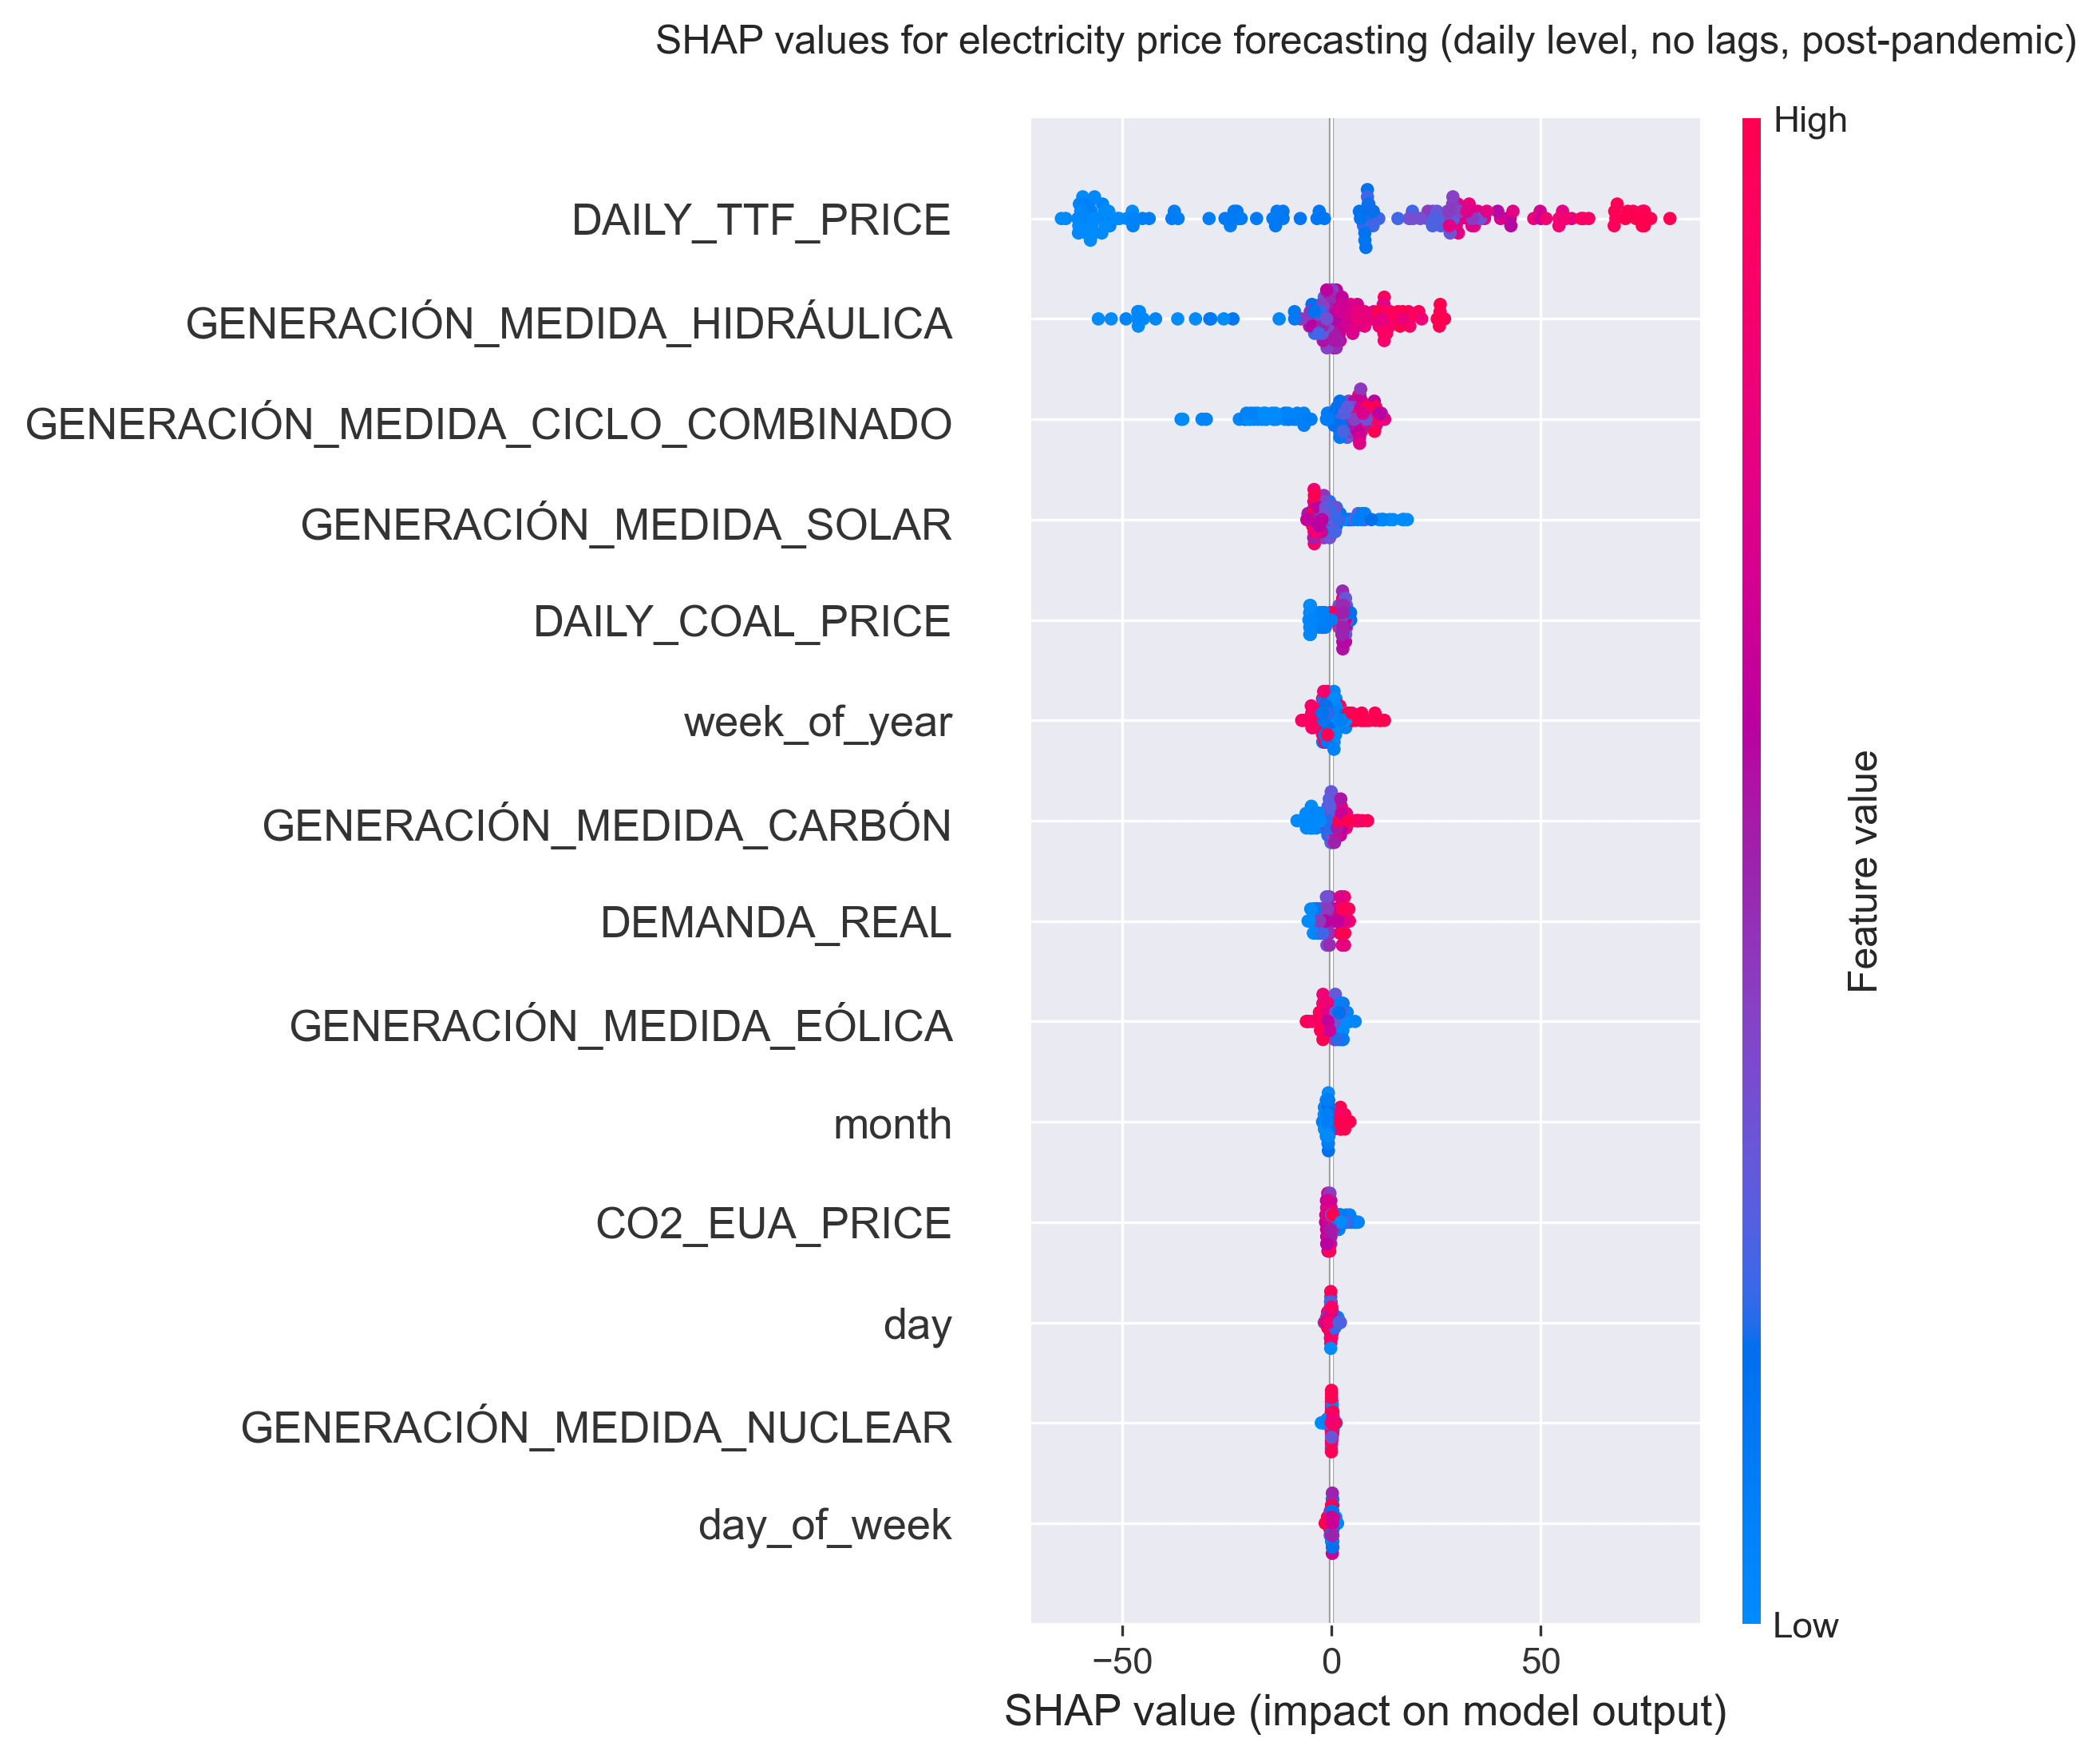 SHAP values for electricity price forecasting (daily level, no lags, post-pandemic)
High
DAILY_TTF_PRICE
GENERACIÓN_MEDIDA_HIDRÁULICA
GENERACIÓN_MEDIDA_CICLO_COMBINADO
GENERACIÓN_MEDIDA_SOLAR
DAILY_COAL_PRICE
week_of_year
GENERACIÓN_MEDIDA_CARBÓN
DEMANDA_REAL
GENERACIÓN_MEDIDA_EÓLICA
month
CO2_EUA_PRICE
day
GENERACIÓN_MEDIDA_NUCLEAR
day_of_week
Feature value
Low
−50 0 50
SHAP value (impact on model output)